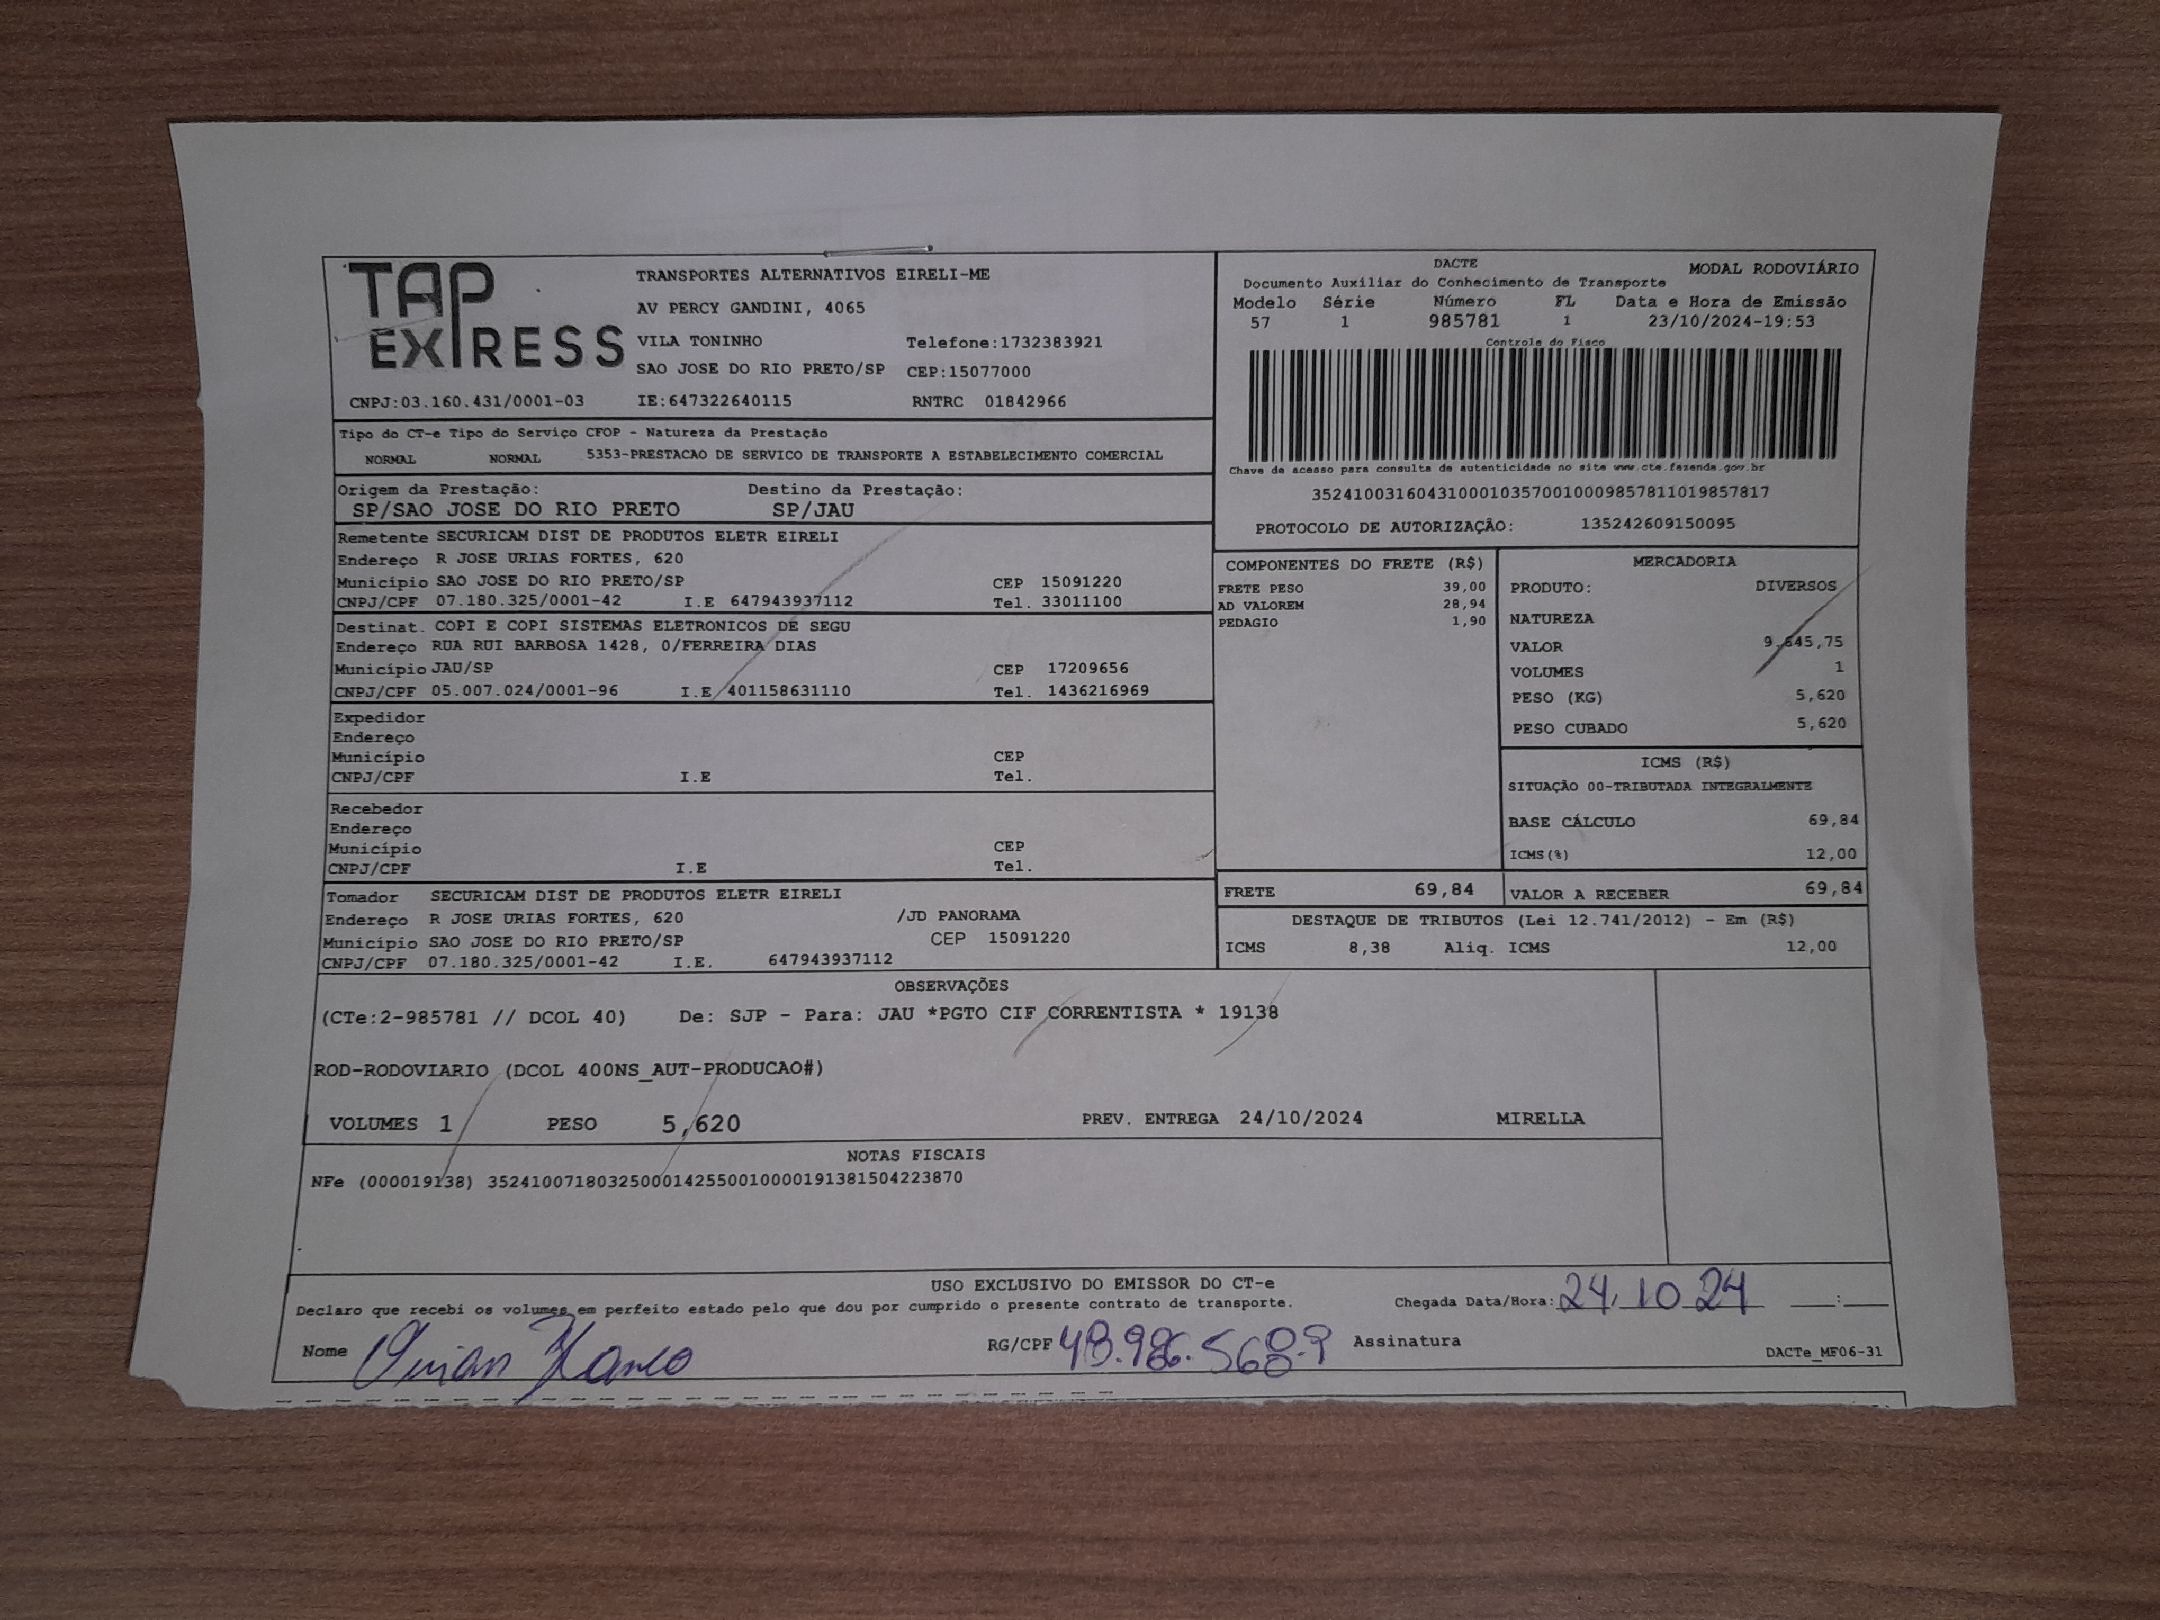 TAP EXPRESS
TRANSPORTES ALTERNATIVOS EIRELI-ME
AV PERCY GANDINI, 4065
VILA TONINHO Telefone:1732383921
SAO JOSE DO RIO PRETO/SP CEP:15077000
CNPJ:03.160.431/0001-03 IE:647322640115 RNTRC 01842966
DACTE MODAL RODOVIÁRIO
Documento Auxiliar do Conhecimento de Transporte
Modelo Série Número FL Data e Hora de Emissão
57 1 985781 1 23/10/2024-19:53
Controle do Fisco
Chave de acesso para consulta de autenticidade no site www.cte.fazenda.gov.br
35241003160431000103570010009857811019857817
PROTOCOLO DE AUTORIZAÇÃO: 135242609150095
Tipo do CT-e Tipo do Serviço CFOP - Natureza da Prestação
NORMAL NORMAL 5353-PRESTACAO DE SERVICO DE TRANSPORTE A ESTABELECIMENTO COMERCIAL
Origem da Prestação: Destino da Prestação:
SP/SAO JOSE DO RIO PRETO SP/JAU
Remetente SECURICAM DIST DE PRODUTOS ELETR EIRELI
Endereço R JOSE URIAS FORTES, 620
Município SAO JOSE DO RIO PRETO/SP CEP 15091220
CNPJ/CPF 07.180.325/0001-42 I.E 647943937112 Tel. 33011100
Destinat. COPI E COPI SISTEMAS ELETRONICOS DE SEGU
Endereço RUA RUI BARBOSA 1428, 0/FERREIRA DIAS
Município JAU/SP CEP 17209656
CNPJ/CPF 05.007.024/0001-96 I.E 401158631110 Tel. 1436216969
Expedidor
Endereço
Município CEP
CNPJ/CPF I.E Tel.
Recebedor
Endereço
Município CEP
CNPJ/CPF I.E Tel.
Tomador SECURICAM DIST DE PRODUTOS ELETR EIRELI
Endereço R JOSE URIAS FORTES, 620 /JD PANORAMA
Município SAO JOSE DO RIO PRETO/SP CEP 15091220
CNPJ/CPF 07.180.325/0001-42 I.E. 647943937112
COMPONENTES DO FRETE (R$)
FRETE PESO 39,00
AD VALOREM 28,94
PEDAGIO 1,90
MERCADORIA
PRODUTO: DIVERSOS
NATUREZA
VALOR 9.645,75
VOLUMES 1
PESO (KG) 5,620
PESO CUBADO 5,620
ICMS (R$)
SITUAÇÃO 00-TRIBUTADA INTEGRALMENTE
BASE CÁLCULO 69,84
ICMS(%) 12,00
FRETE 69,84 VALOR A RECEBER 69,84
DESTAQUE DE TRIBUTOS (Lei 12.741/2012) - Em (R$)
ICMS 8,38 Aliq. ICMS 12,00
OBSERVAÇÕES
(CTe:2-985781 // DCOL 40) De: SJP - Para: JAU *PGTO CIF CORRENTISTA * 19138
ROD-RODOVIARIO (DCOL 400NS_AUT-PRODUCAO#)
VOLUMES 1 PESO 5,620 PREV. ENTREGA 24/10/2024 MIRELLA
NOTAS FISCAIS
NFe (000019138) 35241007180325000142550010000191381504223870
USO EXCLUSIVO DO EMISSOR DO CT-e
Declaro que recebi os volumes em perfeito estado pelo que dou por cumprido o presente contrato de transporte. Chegada Data/Hora: 24.10 24 __:__
Nome RG/CPF 48.986.568-9 Assinatura
DACTe_MF06-31